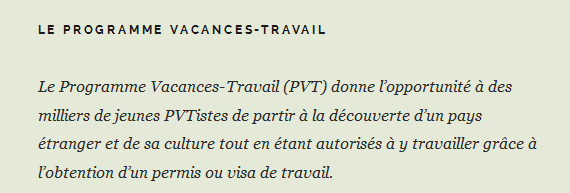 LE PROGRAMME VACANCES-TRAVAIL
Le Programme Vacances-Travail (PVT) donne l’opportunité à des
milliers de jeunes PVTistes de partir à la découverte d’un pays
étranger et de sa culture tout en étant autorisés à y travailler grâce à
l’obtention d’un permis ou visa de travail.